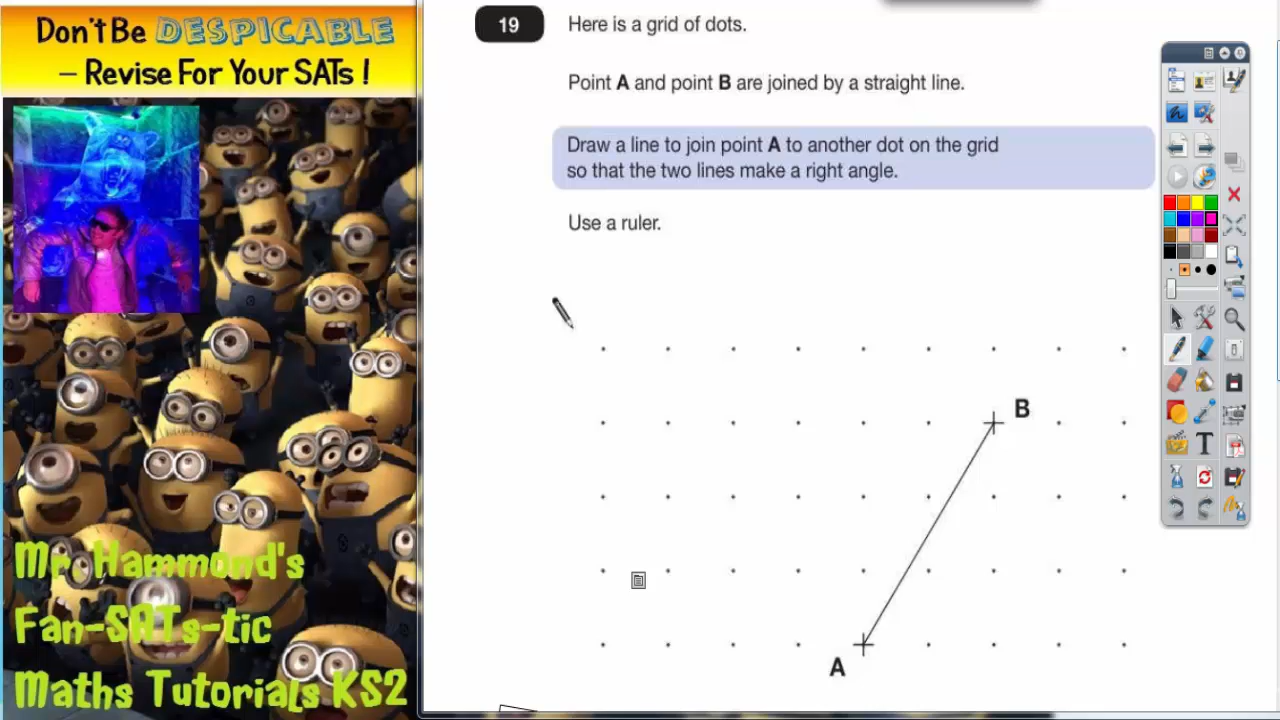 Don't Be DESPICABLE
– Revise For Your SATs !
Mr Hammond's
Fan-SATs-tic
Maths Tutorials KS2
19
Here is a grid of dots.
Point A and point B are joined by a straight line.
Draw a line to join point A to another dot on the grid
so that the two lines make a right angle.
Use a ruler.
B
A
T